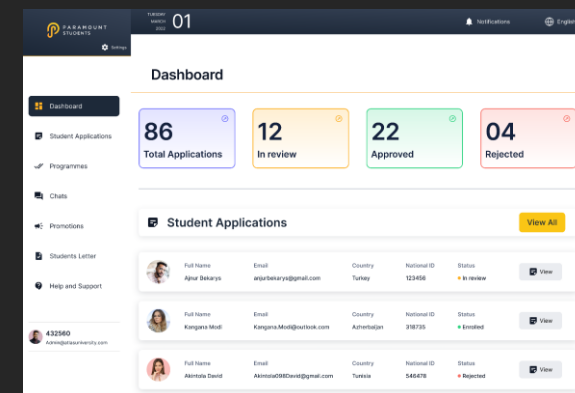 PARAMOUNT
STUDENTS
Settings
TUESDAY
MARCH
2022
01
Notifications
English
Dashboard
Dashboard
Student Applications
Programmes
Chats
Promotions
Students Letter
Help and Support
432560
Admin@atlasuniversity.com
86
Total Applications
12
In review
22
Approved
04
Rejected
Student Applications
View All
Full Name Email Country National ID Status
Ajnur Bekarys anjurbekarys@gmail.com Turkey 123456 In review
View
Full Name Email Country National ID Status
Kangana Modi Kangana.Modi@outlook.com Azherbaijan 318735 Enrolled
View
Full Name Email Country National ID Status
Akintola David Akintola098David@gmail.com Tunisia 546478 Rejected
View